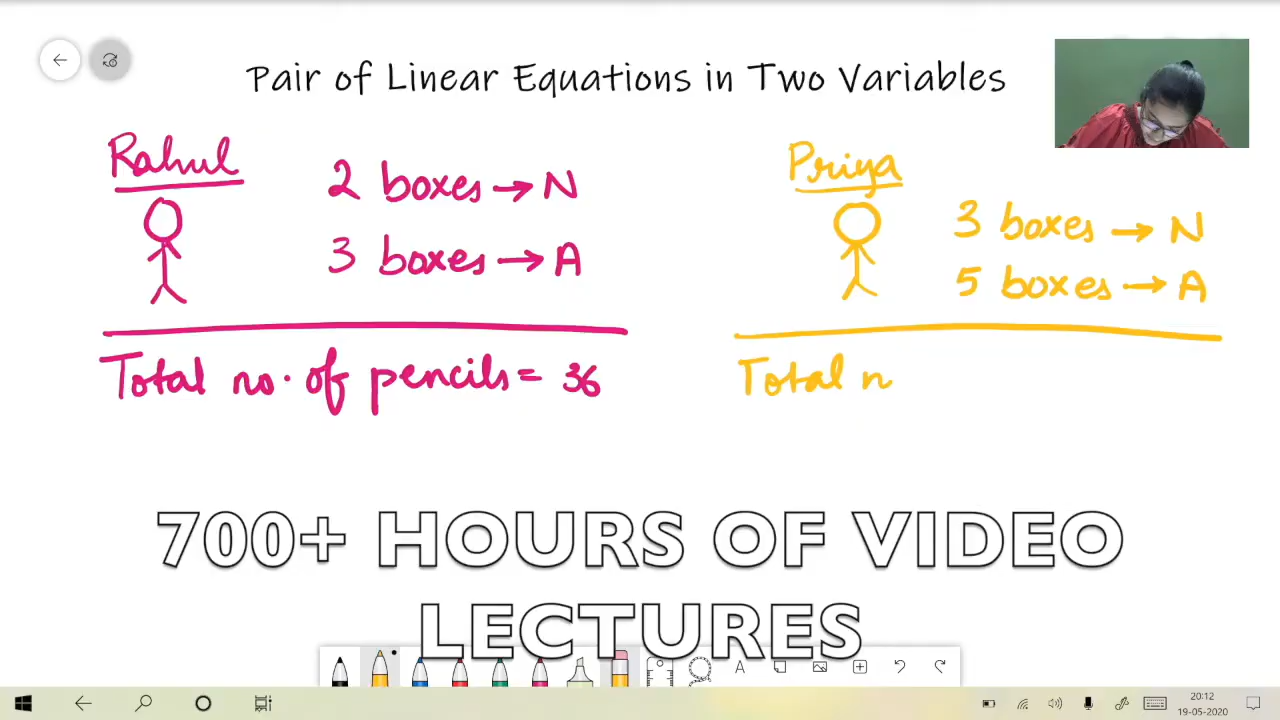 Pair of Linear Equations in Two Variables
Rahul
2 boxes → N
3 boxes → A
Total no. of pencils = 36
Priya
3 boxes → N
5 boxes → A
Total n
700+ HOURS OF VIDEO
LECTURES
A
20:12
19-05-2020